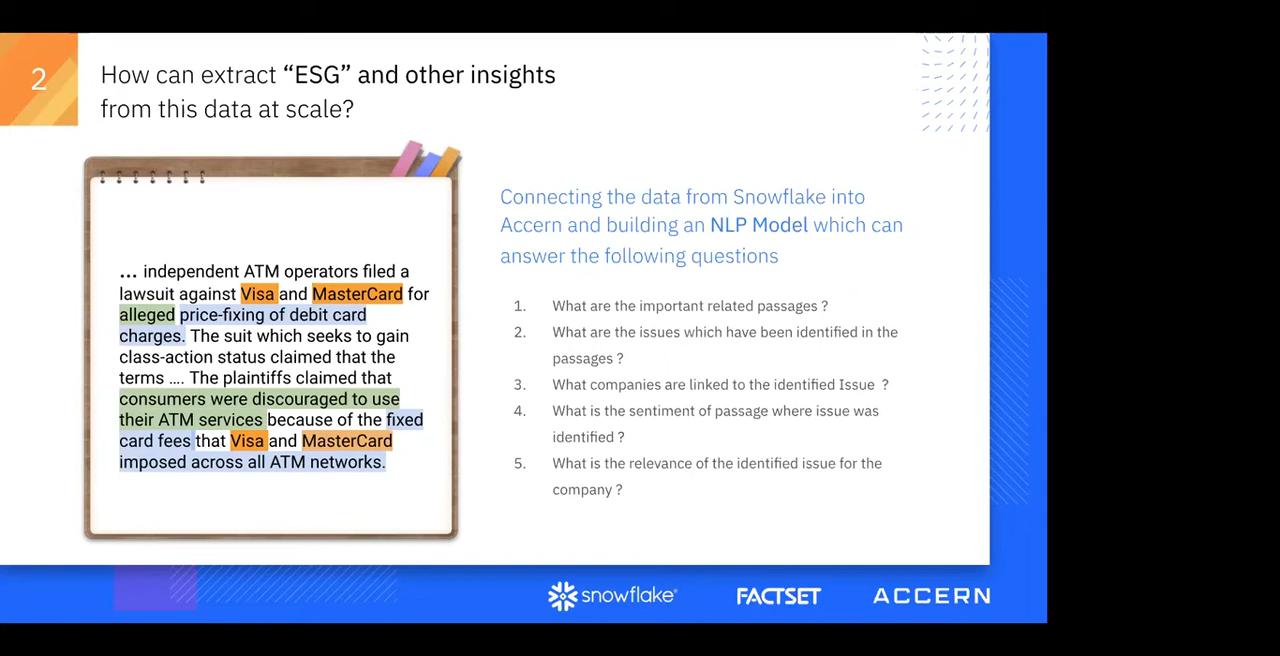 2
How can extract “ESG” and other insights
from this data at scale?
... independent ATM operators filed a
lawsuit against Visa and MasterCard for
alleged price-fixing of debit card
charges. The suit which seeks to gain
class-action status claimed that the
terms .... The plaintiffs claimed that
consumers were discouraged to use
their ATM services because of the fixed
card fees that Visa and MasterCard
imposed across all ATM networks.
Connecting the data from Snowflake into
Accern and building an NLP Model which can
answer the following questions
1. What are the important related passages ?
2. What are the issues which have been identified in the
passages ?
3. What companies are linked to the identified Issue ?
4. What is the sentiment of passage where issue was
identified ?
5. What is the relevance of the identified issue for the
company ?
snowflake FACTSET ACCERN